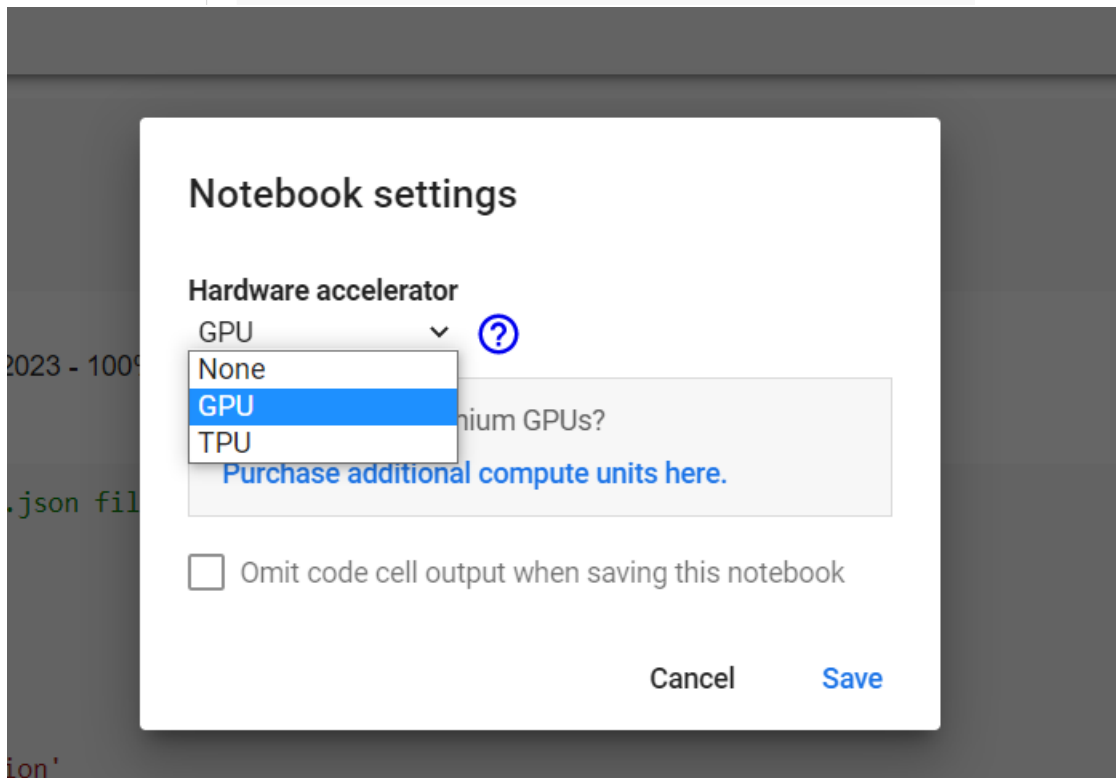 Notebook settings
Hardware accelerator
GPU
None
GPU
TPU
GPUs?
Purchase additional compute units here.
2023 - 100
.json fil
Omit code cell output when saving this notebook
Cancel Save
ion'